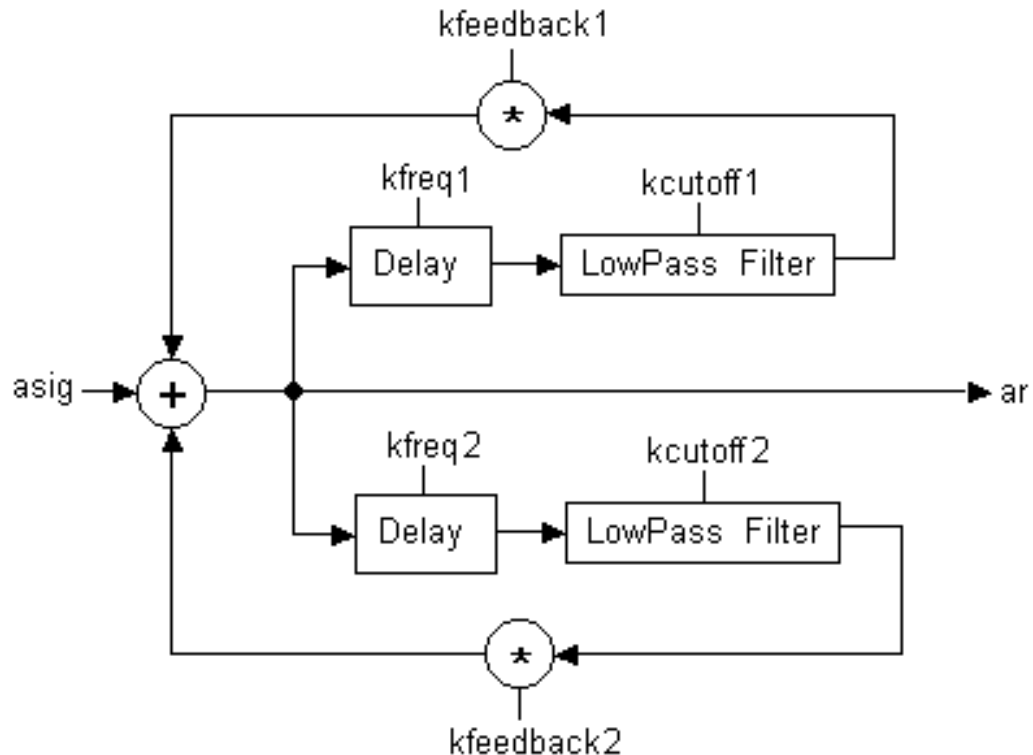 kfeedback1
*
kfreq1
kcutoff1
Delay
LowPass Filter
asig
+
ar
kfreq2
kcutoff2
Delay
LowPass Filter
*
kfeedback2